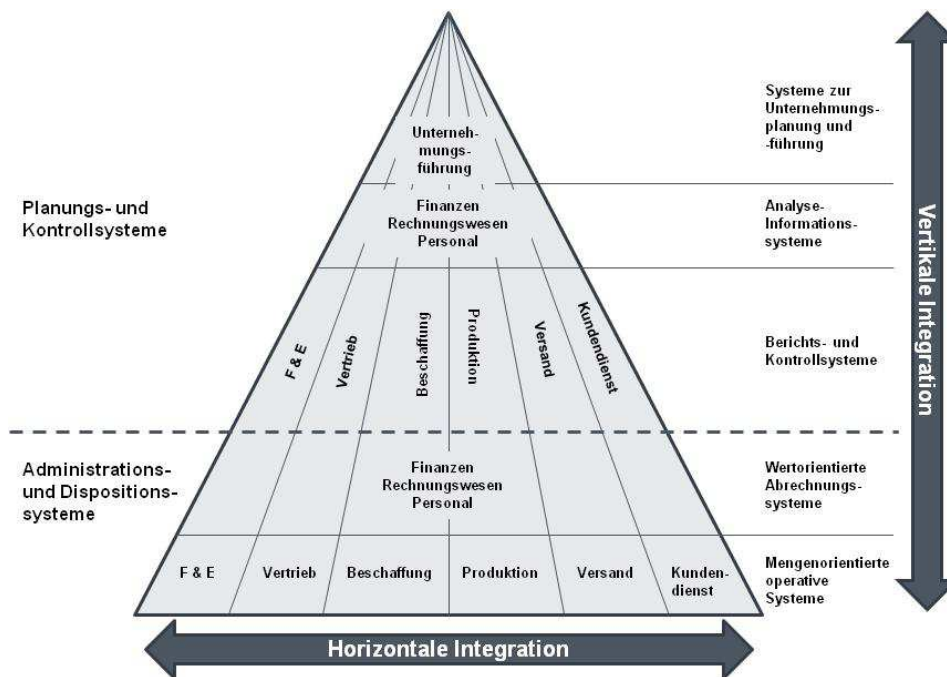 Systeme zur
Unternehmungs-
planung und
-führung
Unterneh-
mungs-
führung
Planungs- und
Kontrollsysteme
Finanzen
Rechnungswesen
Personal
Analyse-
Informations-
systeme
Vertikale Integration
F & E
Vertrieb
Beschaffung
Produktion
Versand
Kundendienst
Berichts- und
Kontrollsysteme
Administrations-
und Dispositions-
systeme
Finanzen
Rechnungswesen
Personal
Wertorientierte
Abrechnungs-
systeme
F & E
Vertrieb
Beschaffung
Produktion
Versand
Kunden-
dienst
Mengenorientierte
operative
Systeme
Horizontale Integration